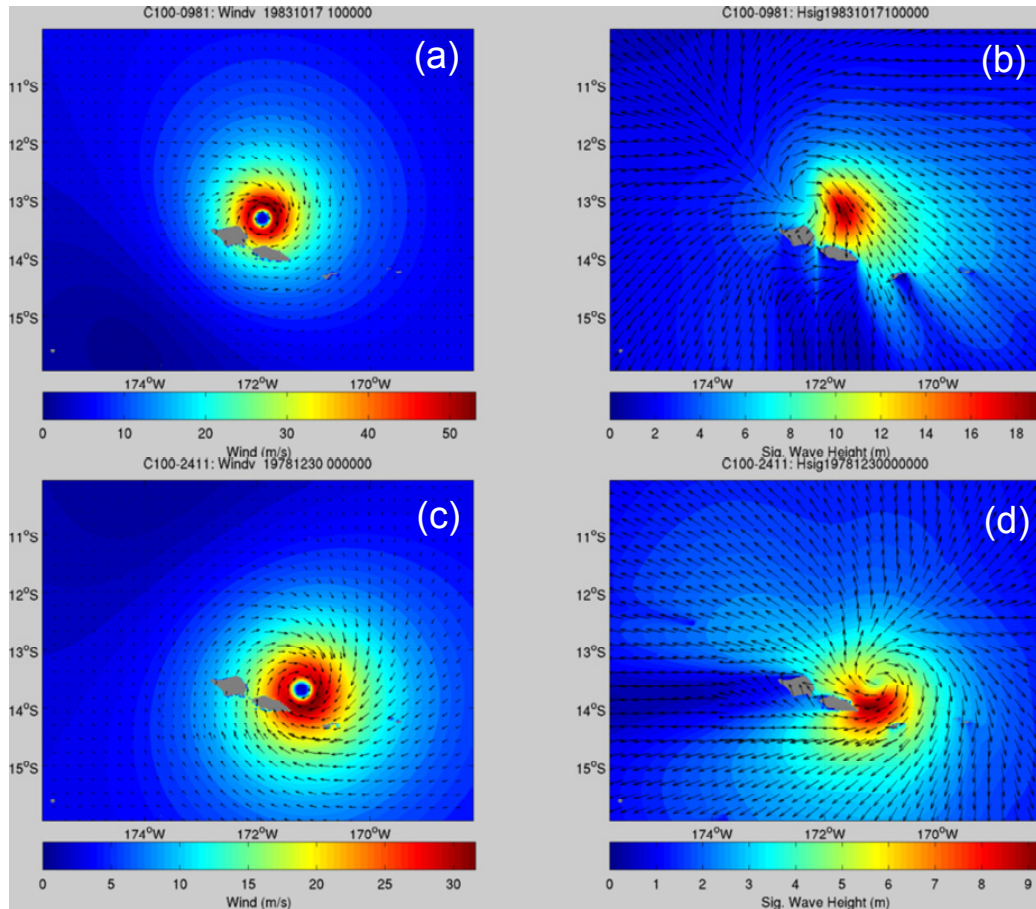 C100-0981: Windv 19831017 100000
(a)
11°S
12°S
13°S
14°S
15°S
174°W 172°W 170°W
0 10 20 30 40 50
Wind (m/s)
C100-0981: Hsig19831017100000
(b)
11°S
12°S
13°S
14°S
15°S
174°W 172°W 170°W
0 2 4 6 8 10 12 14 16 18
Sig. Wave Height (m)
C100-2411: Windv 19781230 000000
(c)
11°S
12°S
13°S
14°S
15°S
174°W 172°W 170°W
0 5 10 15 20 25 30
Wind (m/s)
C100-2411: Hsig19781230000000
(d)
11°S
12°S
13°S
14°S
15°S
174°W 172°W 170°W
0 1 2 3 4 5 6 7 8 9
Sig. Wave Height (m)